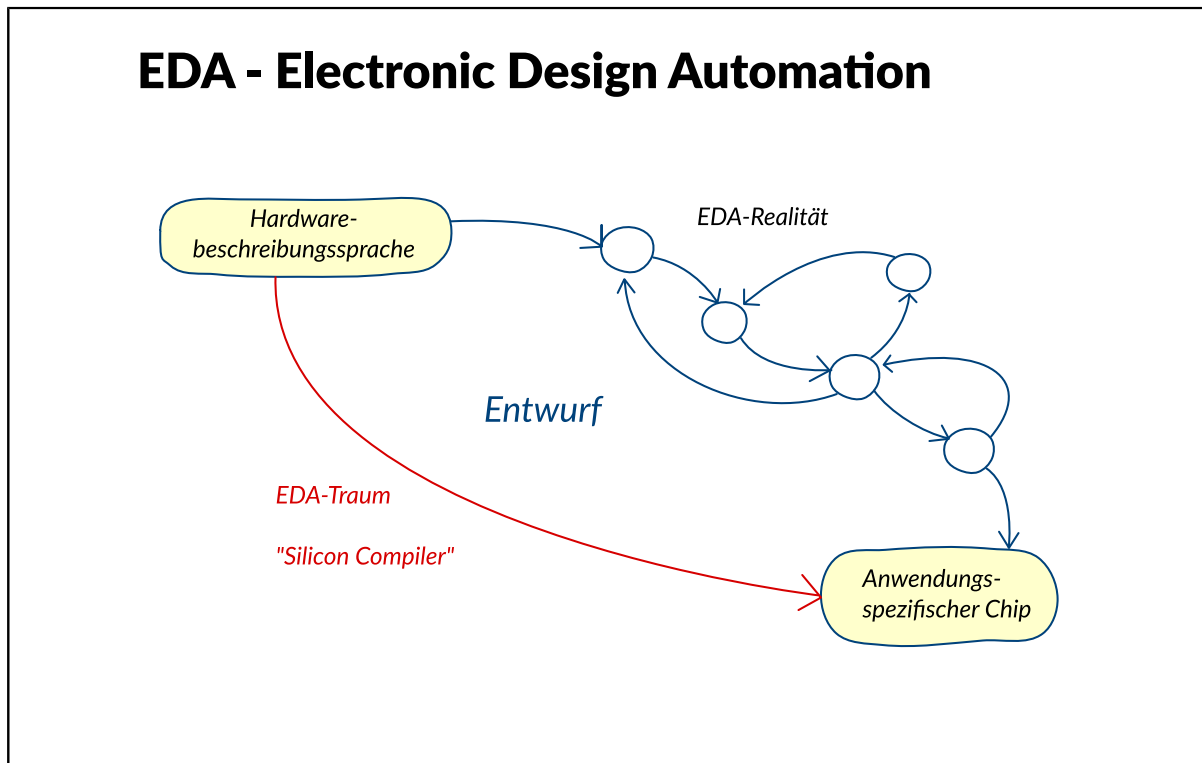 EDA - Electronic Design Automation
Hardware-
beschreibungssprache
EDA-Realität
Entwurf
EDA-Traum
"Silicon Compiler"
Anwendungs-
spezifischer Chip